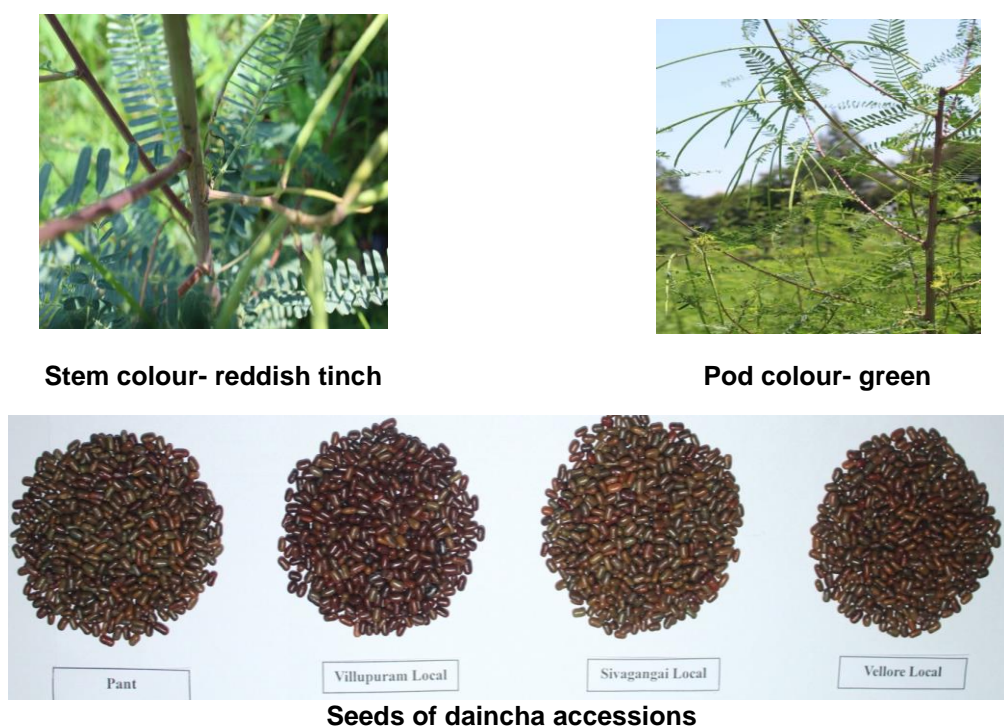 Stem colour- reddish tinch
Pod colour- green
Pant
Villupuram Local
Sivagangai Local
Vellore Local
Seeds of daincha accessions